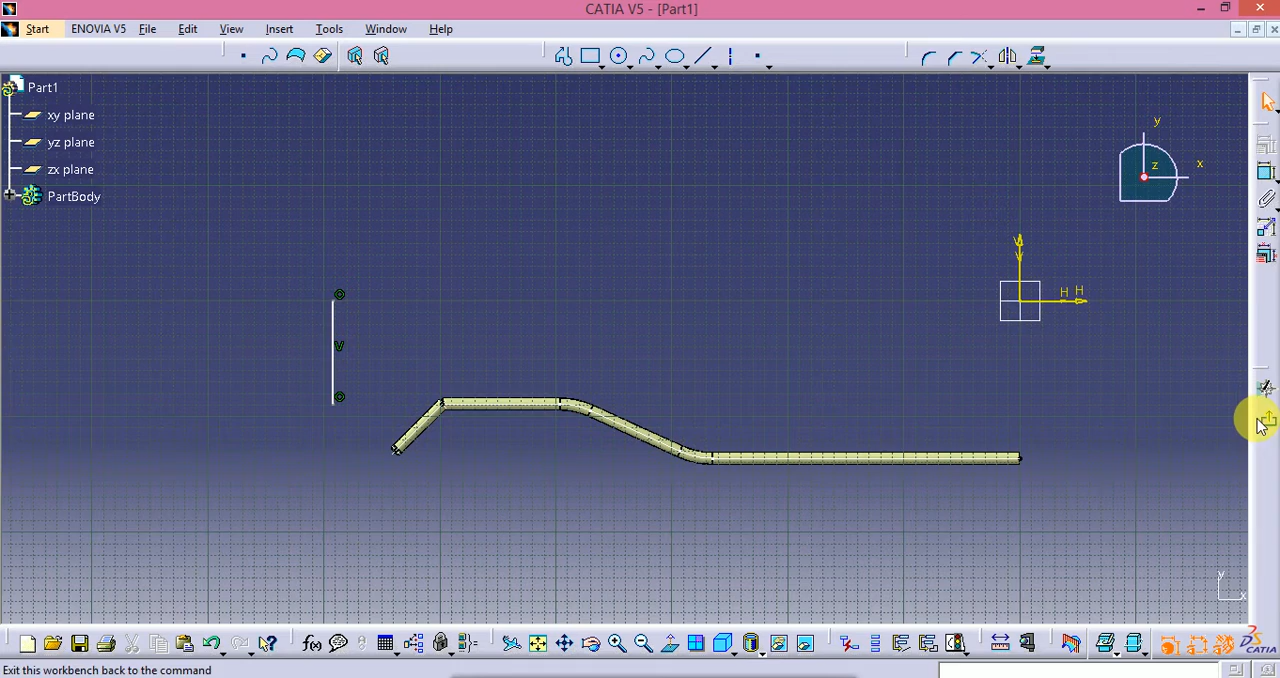 CATIA V5 - [Part1]
Start ENOVIA V5 File Edit View Insert Tools Window Help
Part1
xy plane
yz plane
zx plane
PartBody
y
z
x
V
V
H H
V
y
x
f(x)
CATIA
Exit this workbench back to the command